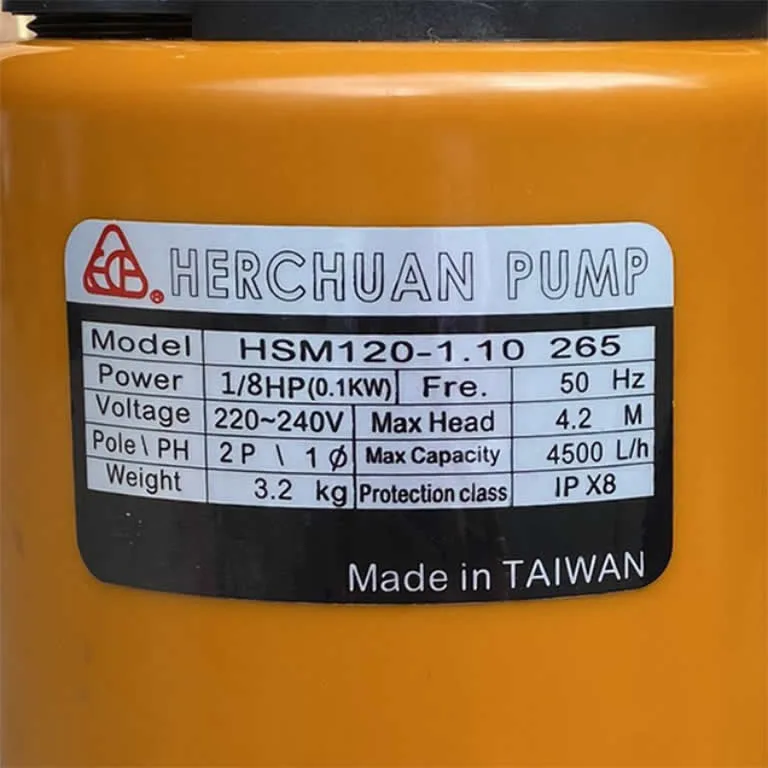 HERCHUAN PUMP
Model HSM120-1.10 265
Power 1/8HP(0.1KW) Fre. 50 Hz
Voltage 220~240V Max Head 4.2 M
Pole \ PH 2P \ 1Ø Max Capacity 4500 L/h
Weight 3.2 kg Protection class IP X8
Made in TAIWAN